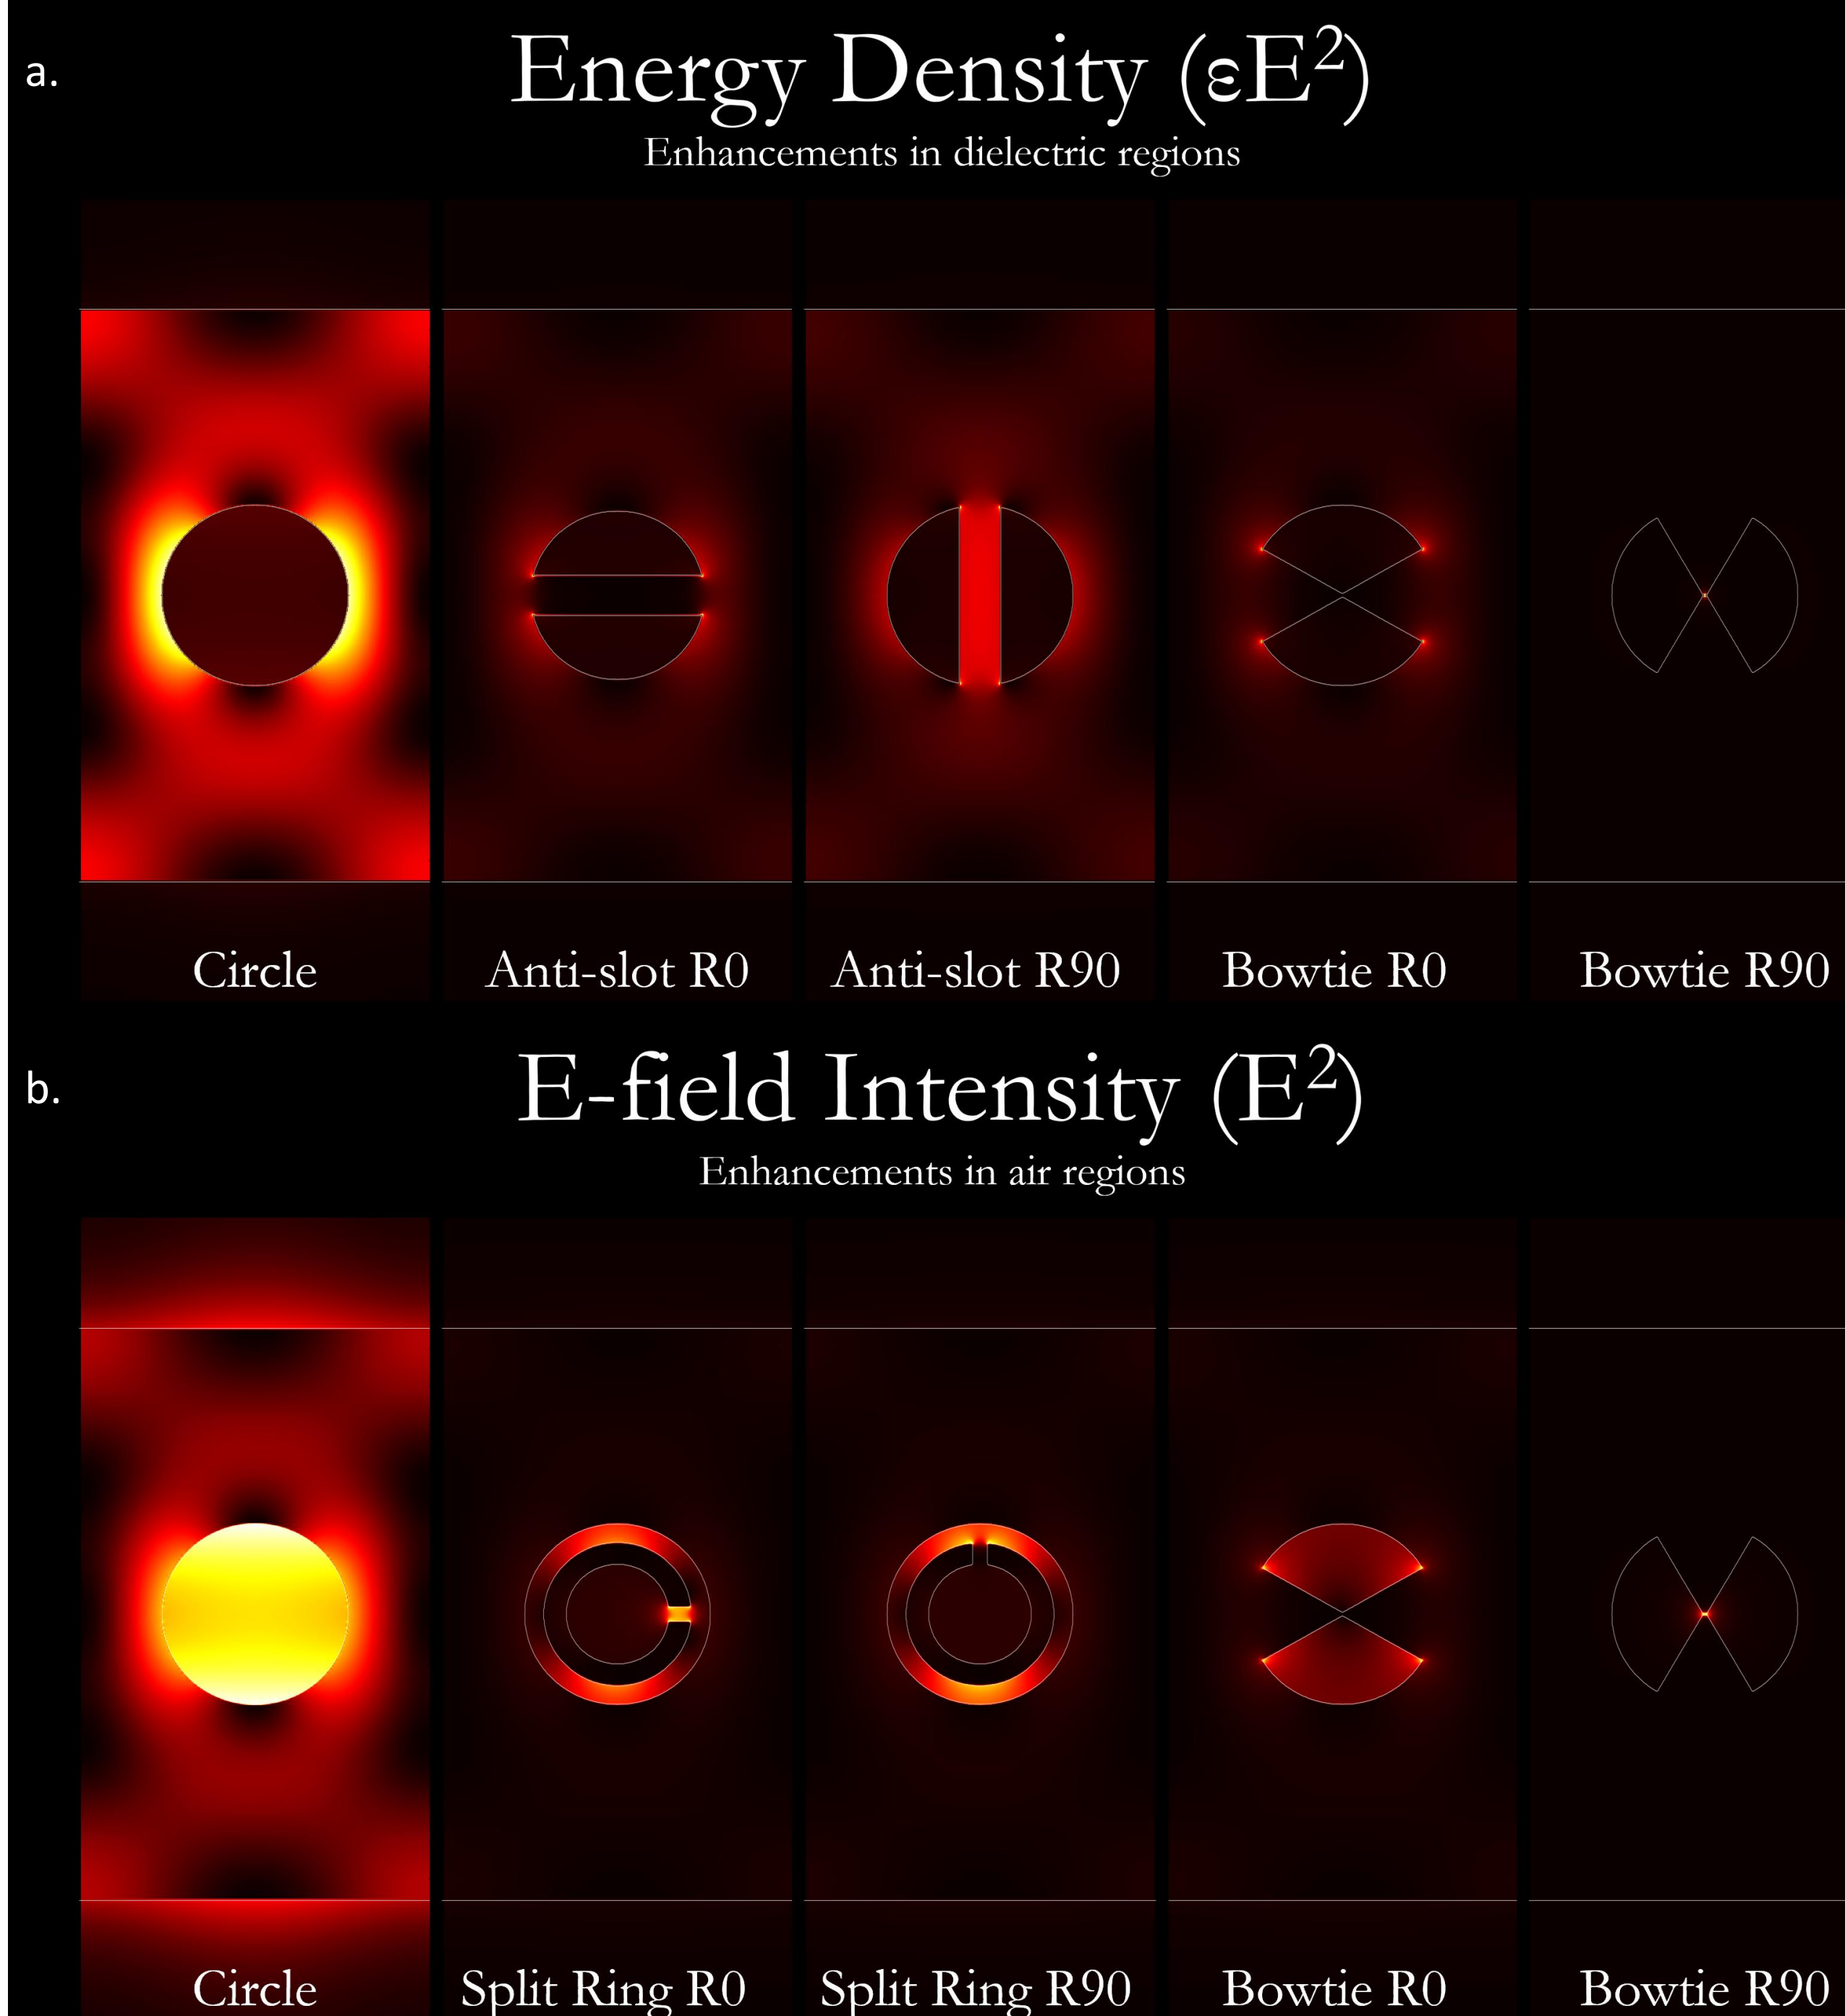 a.
Energy Density (εE²)
Enhancements in dielectric regions
Circle
Anti-slot R0
Anti-slot R90
Bowtie R0
Bowtie R90
b.
E-field Intensity (E²)
Enhancements in air regions
Circle
Split Ring R0
Split Ring R90
Bowtie R0
Bowtie R90